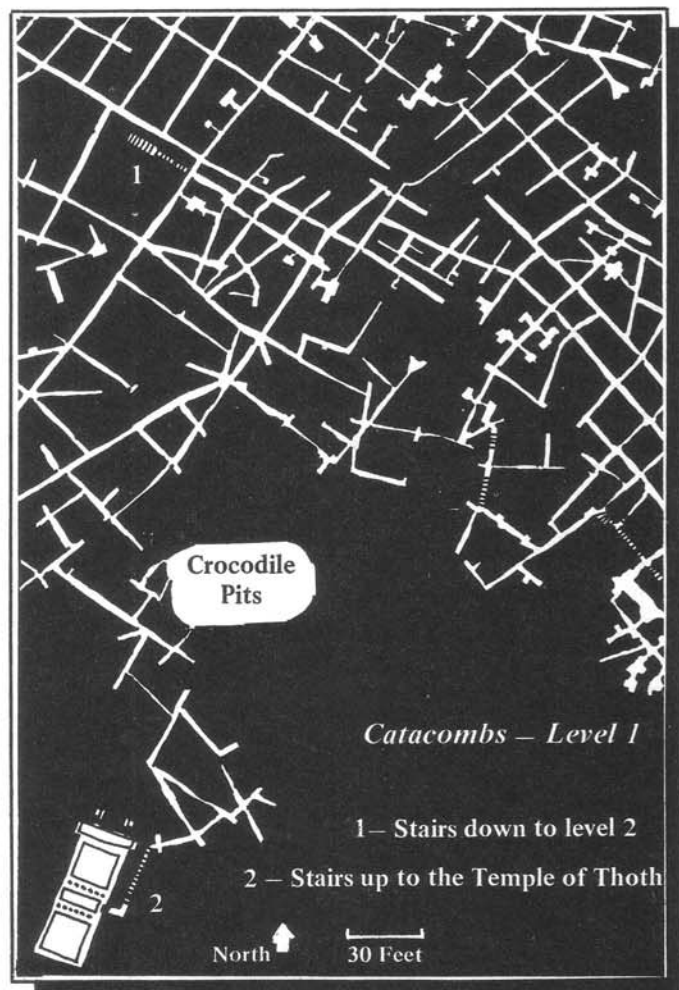 1
Crocodile
Pits
Catacombs — Level 1
1— Stairs down to level 2
2 — Stairs up to the Temple of Thoth
2
North
30 Feet